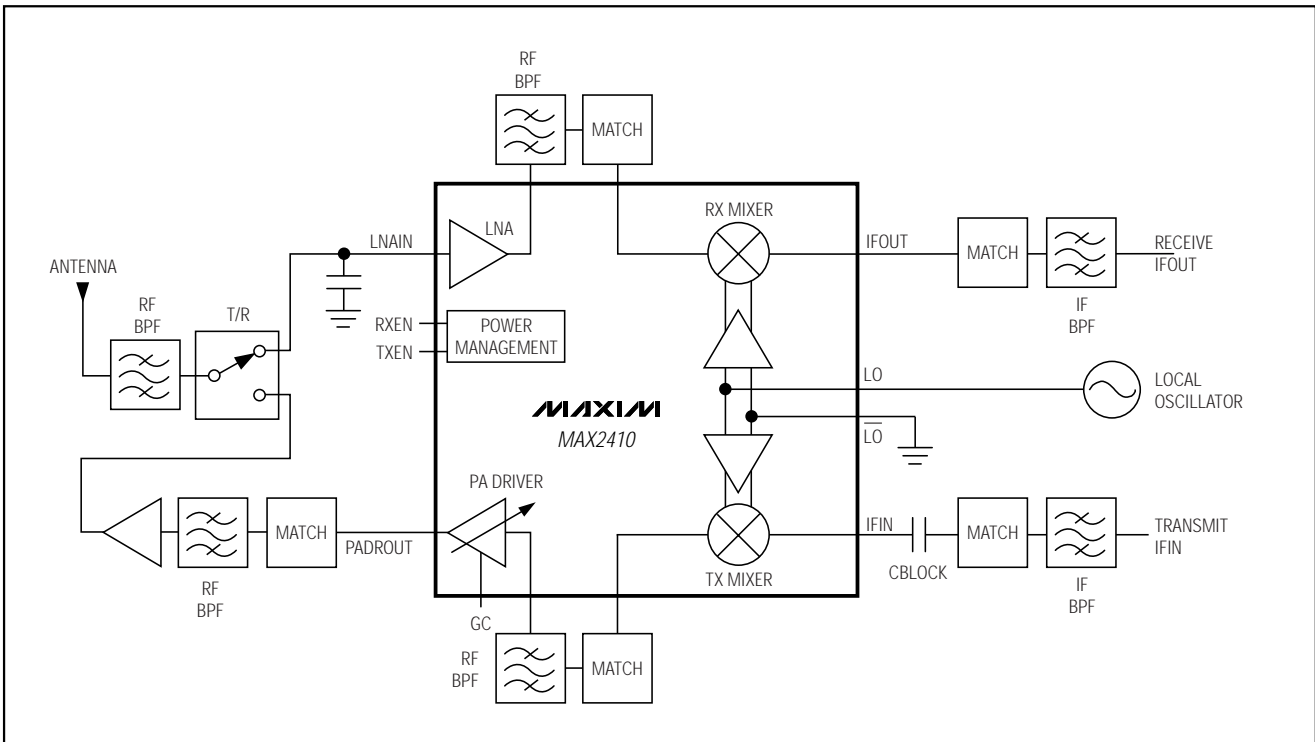 RF
BPF
MATCH
RX MIXER
LNA
LNAIN
IFOUT
MATCH
RECEIVE
IFOUT
ANTENNA
RF
BPF
T/R
IF
BPF
RXEN
TXEN
POWER
MANAGEMENT
LO
LOCAL
OSCILLATOR
MAXIM
MAX2410
LO
PA DRIVER
IFIN
MATCH
TRANSMIT
IFIN
MATCH
PADROUT
CBLOCK
TX MIXER
RF
BPF
IF
BPF
GC
RF
BPF
MATCH